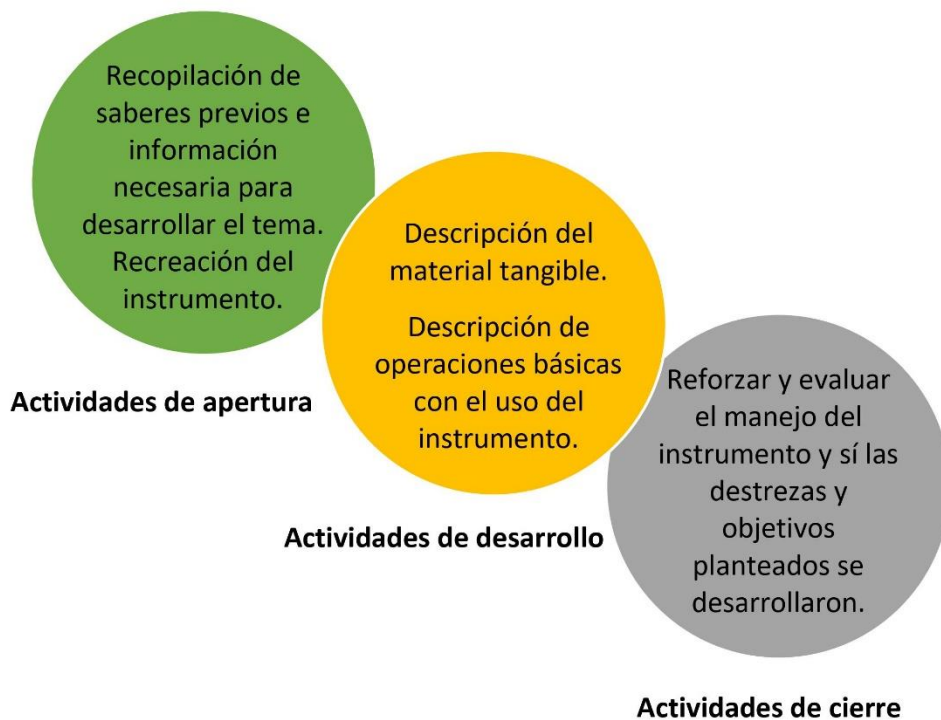 Recopilación de
saberes previos e
información
necesaria para
desarrollar el tema.
Recreación del
instrumento.
Actividades de apertura
Descripción del
material tangible.
Descripción de
operaciones básicas
con el uso del
instrumento.
Actividades de desarrollo
Reforzar y evaluar
el manejo del
instrumento y sí las
destrezas y
objetivos
planteados se
desarrollaron.
Actividades de cierre